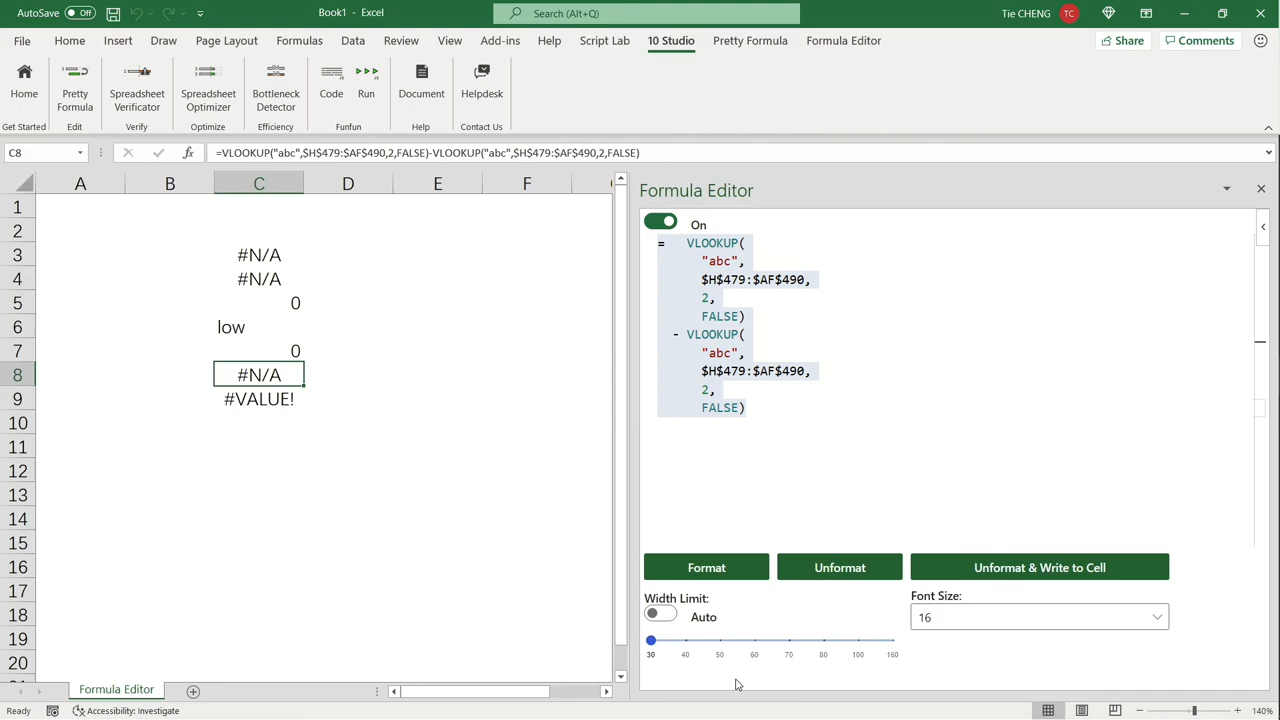 AutoSave Off Book1 - Excel Search (Alt+Q) Tie CHENG TC
File Home Insert Draw Page Layout Formulas Data Review View Add-ins Help Script Lab 10 Studio Pretty Formula Formula Editor Share Comments
Home Pretty Formula Spreadsheet Verificator Spreadsheet Optimizer Bottleneck Detector Code Run Document Helpdesk
Get Started Edit Verify Optimize Efficiency Funfun Help Contact Us
C8 fx =VLOOKUP("abc",$H$479:$AF$490,2,FALSE)-VLOOKUP("abc",$H$479:$AF$490,2,FALSE)
A B C D E F
1
2
3 #N/A
4 #N/A
5 0
6 low
7 0
8 #N/A
9 #VALUE!
10
11
12
13
14
15
16
17
18
19
20
Formula Editor
On
= VLOOKUP(
"abc",
$H$479:$AF$490,
2,
FALSE)
- VLOOKUP(
"abc",
$H$479:$AF$490,
2,
FALSE)
Format Unformat Unformat & Write to Cell
Width Limit: Font Size:
Auto 16
30 40 50 60 70 80 100 160
Formula Editor
Ready Accessibility: Investigate 140%